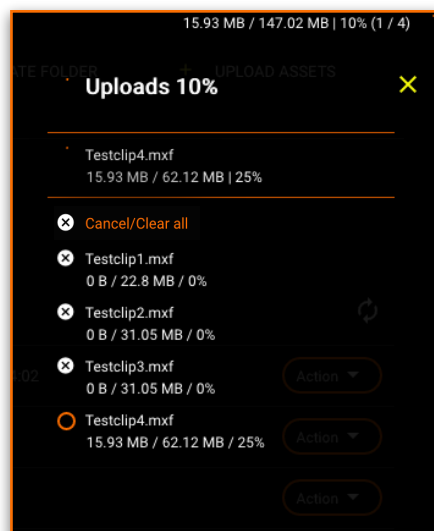 15.93 MB / 147.02 MB | 10% (1 / 4)
ATE FOLDER + UPLOAD ASSETS
Uploads 10%
Testclip4.mxf
15.93 MB / 62.12 MB | 25%
Cancel/Clear all
Testclip1.mxf
0 B / 22.8 MB / 0%
Testclip2.mxf
0 B / 31.05 MB / 0%
Testclip3.mxf
0 B / 31.05 MB / 0%
:02 Action
Testclip4.mxf
15.93 MB / 62.12 MB / 25%
Action
Action